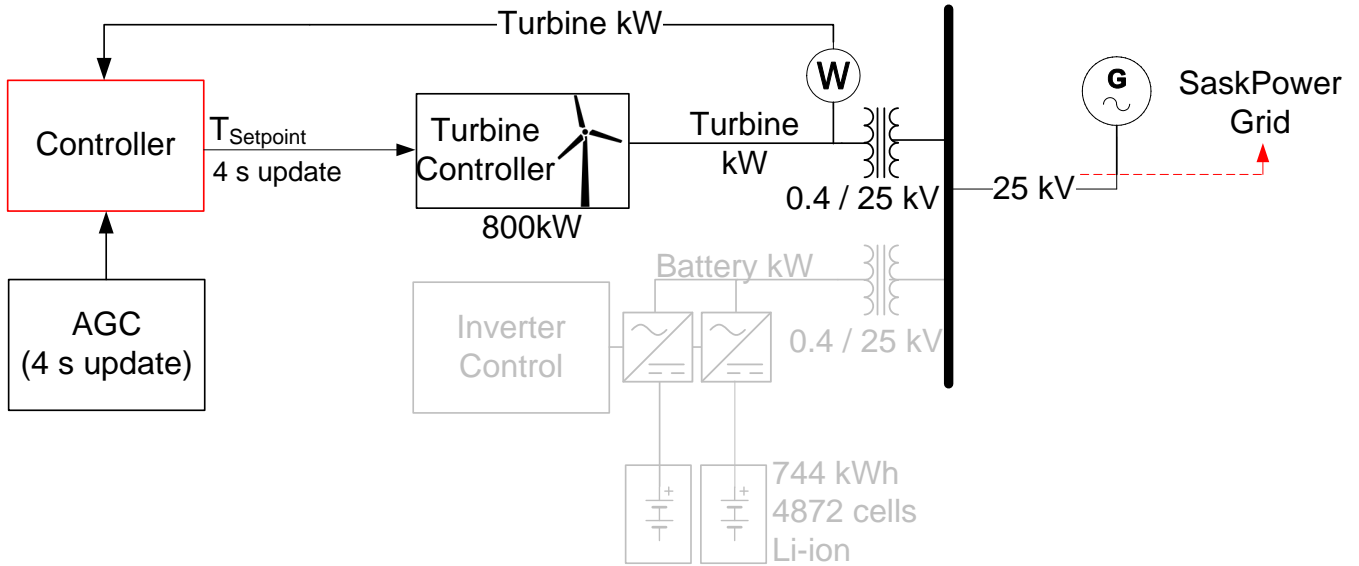 Turbine kW
W
G
SaskPower
Grid
Controller
T_Setpoint
4 s update
Turbine
Controller
800kW
Turbine
kW
0.4 / 25 kV
25 kV
AGC
(4 s update)
Inverter
Control
Battery kW
0.4 / 25 kV
744 kWh
4872 cells
Li-ion